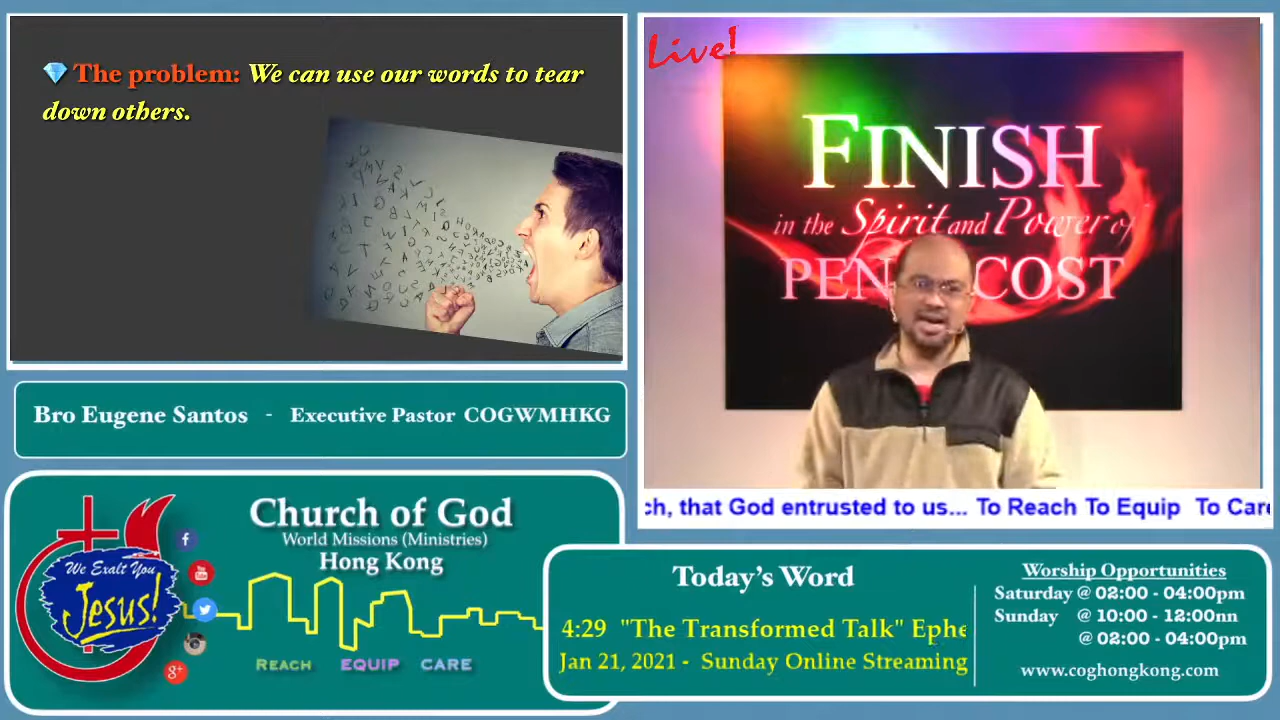 The problem: We can use our words to tear
down others.
Live!
FINISH
in the Spirit and Power of
PEN COST
ch, that God entrusted to us... To Reach To Equip To Care
Bro Eugene Santos - Executive Pastor COGWMHKG
We Exalt You
Jesus!
Church of God
World Missions (Ministries)
Hong Kong
REACH EQUIP CARE
Today's Word
4:29 "The Transformed Talk" Ephe
Jan 21, 2021 - Sunday Online Streaming
Worship Opportunities
Saturday @ 02:00 - 04:00pm
Sunday @ 10:00 - 12:00nn
@ 02:00 - 04:00pm
www.coghongkong.com